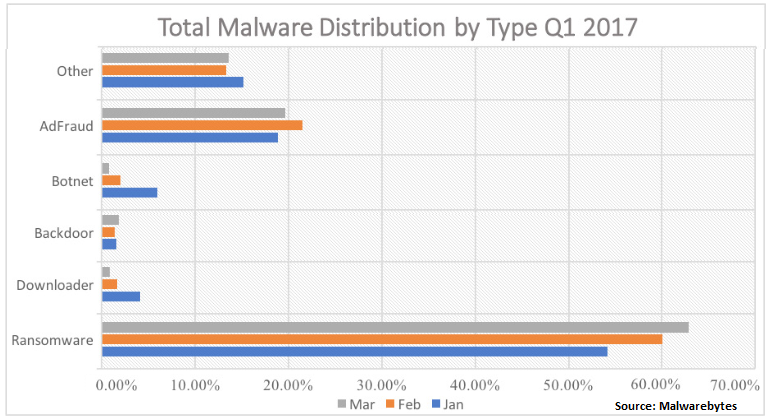 Total Malware Distribution by Type Q1 2017
Other
AdFraud
Botnet
Backdoor
Downloader
Ransomware
0.00% 10.00% 20.00% 30.00% 40.00% 50.00% 60.00% 70.00%
Mar Feb Jan
Source: Malwarebytes